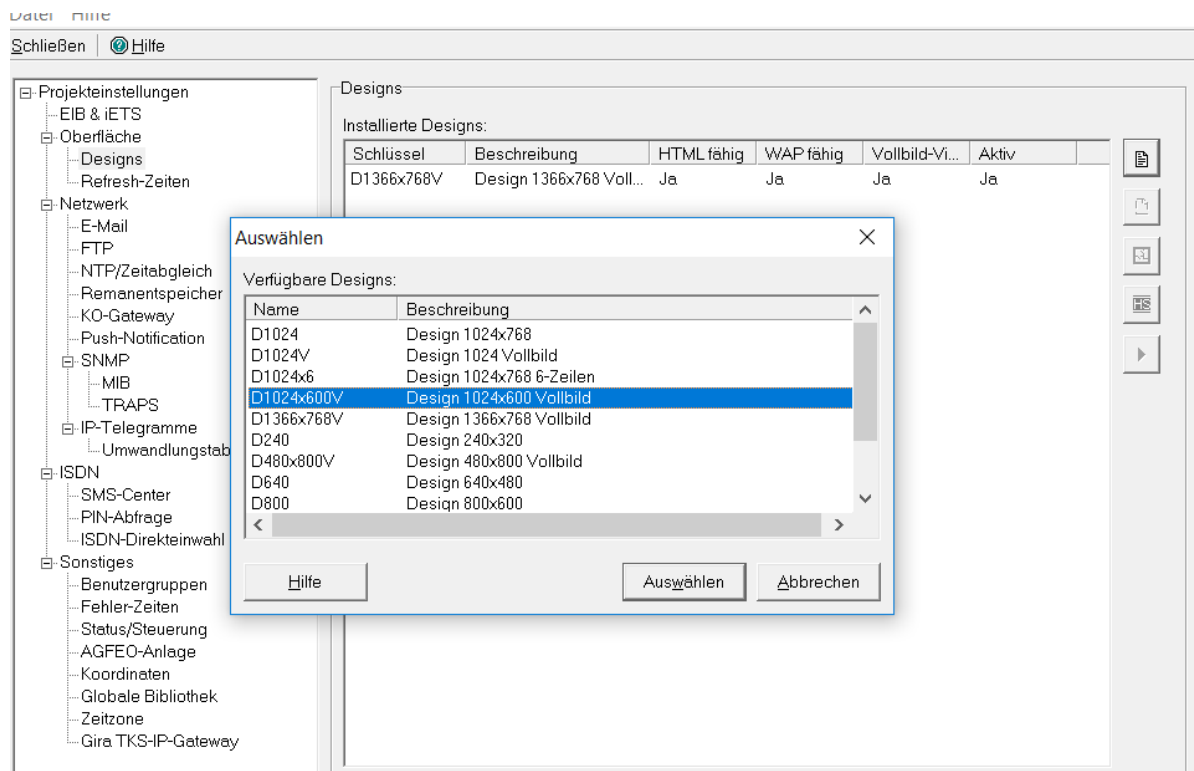 Datei Hilfe
Schließen Hilfe
Projekteinstellungen
EIB & iETS
Oberfläche
Designs
Refresh-Zeiten
Netzwerk
E-Mail
FTP
NTP/Zeitabgleich
Remanentspeicher
KO-Gateway
Push-Notification
SNMP
MIB
TRAPS
IP-Telegramme
Umwandlungstab
ISDN
SMS-Center
PIN-Abfrage
ISDN-Direkteinwahl
Sonstiges
Benutzergruppen
Fehler-Zeiten
Status/Steuerung
AGFEO-Anlage
Koordinaten
Globale Bibliothek
Zeitzone
Gira TKS-IP-Gateway
Designs
Installierte Designs:
Schlüssel Beschreibung HTML fähig WAP fähig Vollbild-Vi... Aktiv
D1366x768V Design 1366x768 Voll... Ja Ja Ja Ja
HS
Auswählen
Verfügbare Designs:
Name Beschreibung
D1024 Design 1024x768
D1024V Design 1024 Vollbild
D1024x6 Design 1024x768 6-Zeilen
D1024x600V Design 1024x600 Vollbild
D1366x768V Design 1366x768 Vollbild
D240 Design 240x320
D480x800V Design 480x800 Vollbild
D640 Design 640x480
D800 Design 800x600
Hilfe Auswählen Abbrechen